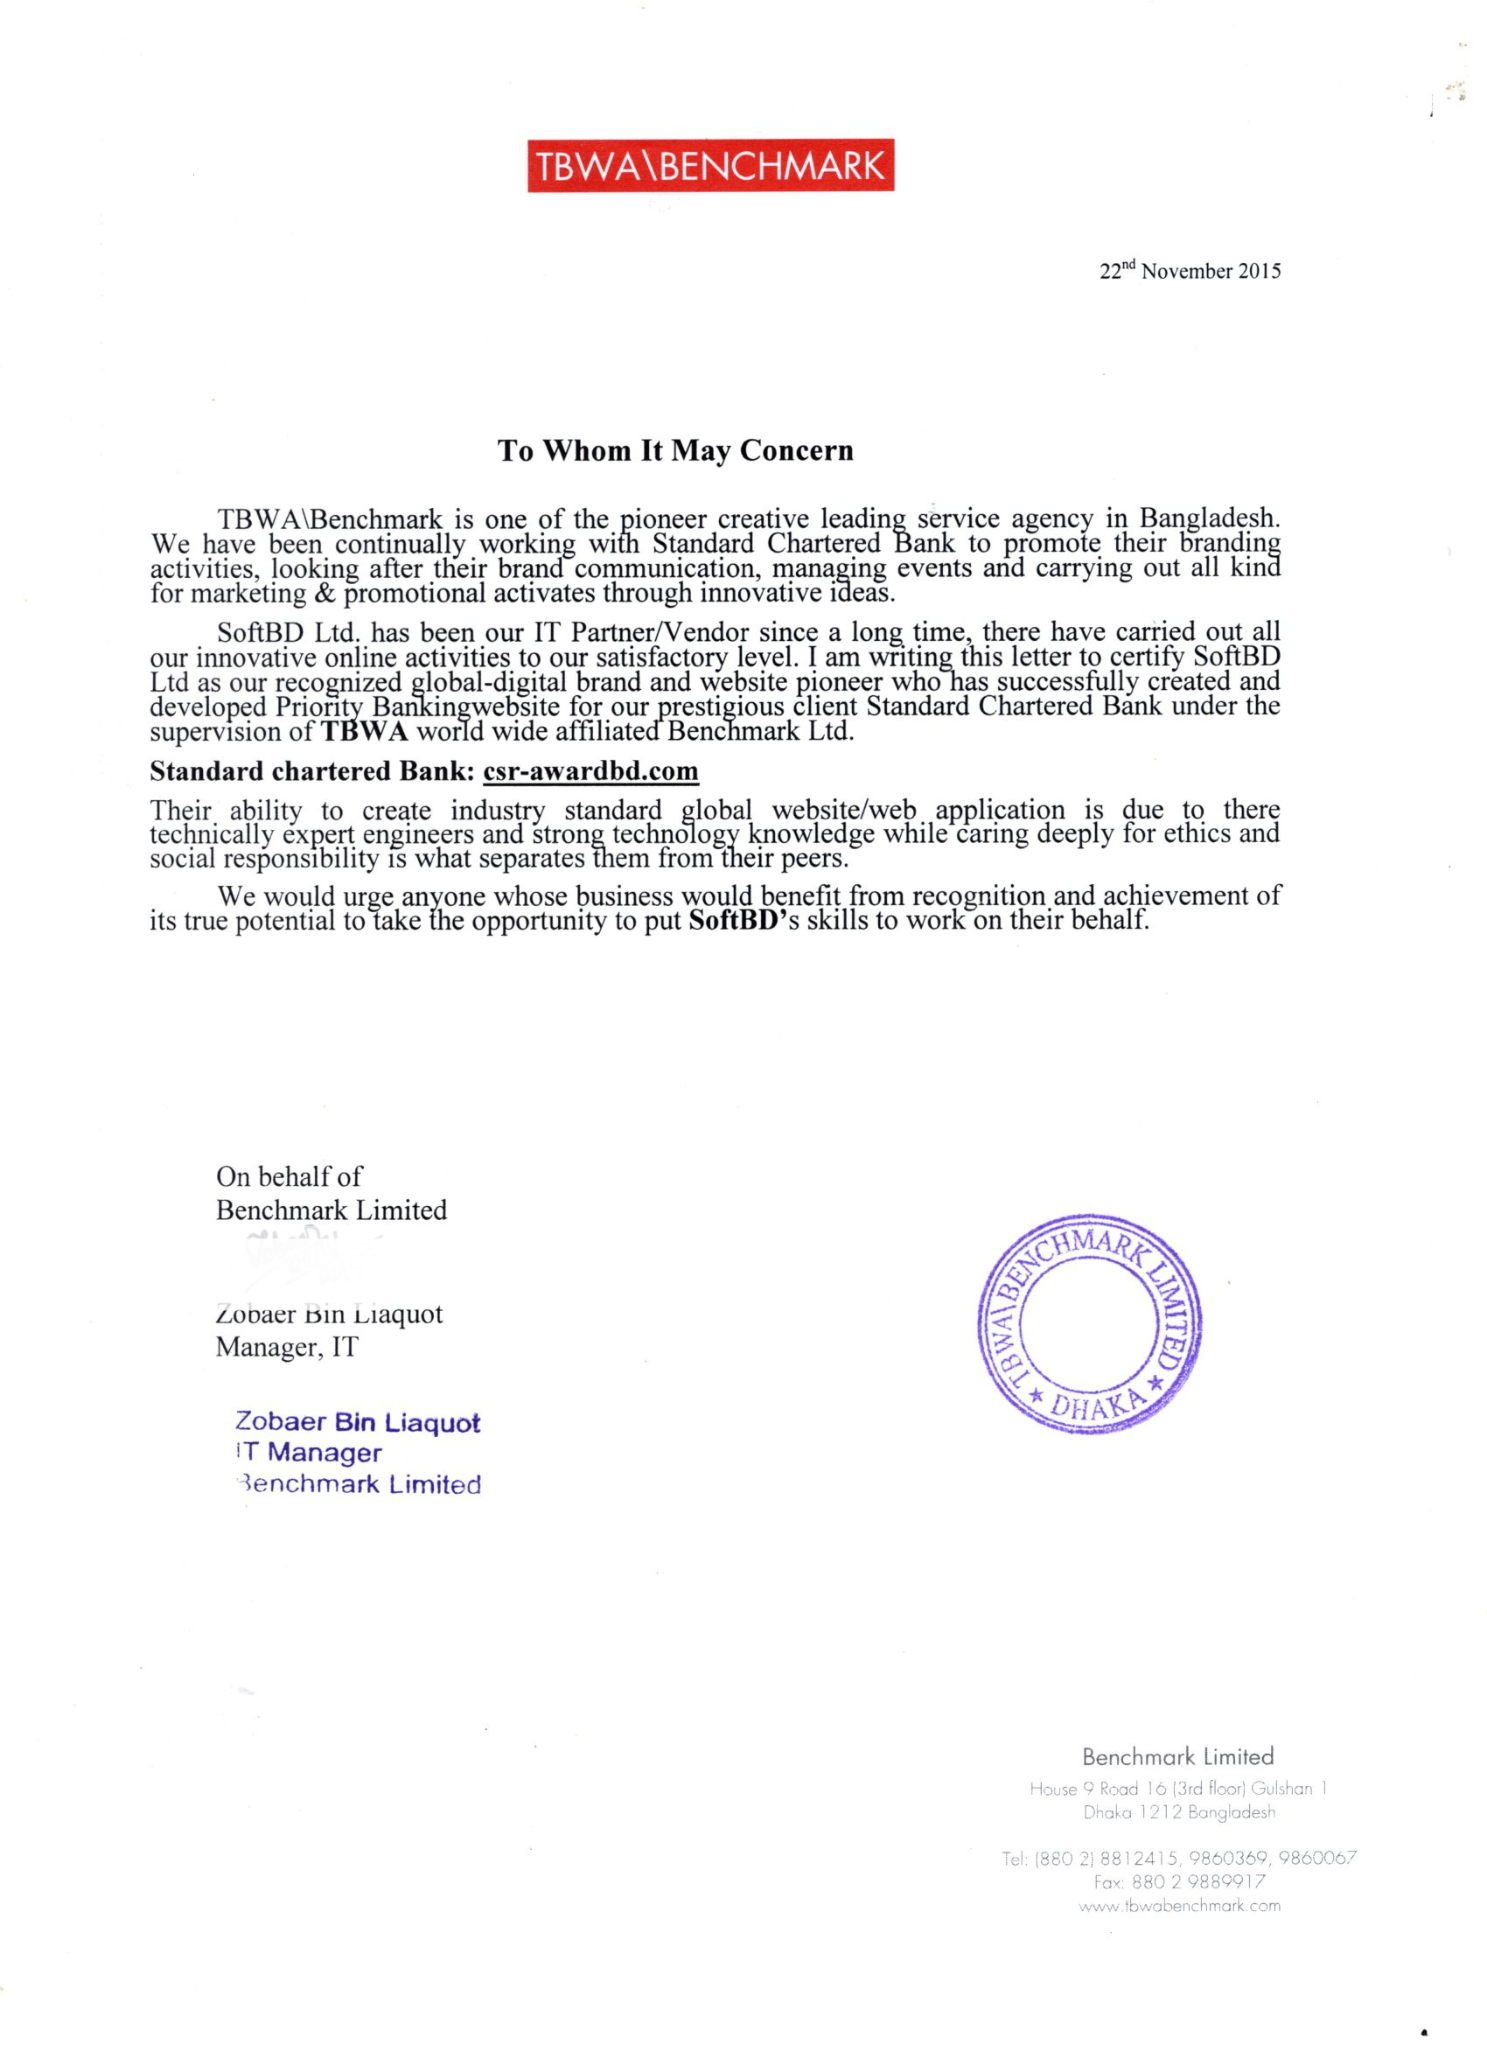 TBWA\BENCHMARK
22nd November 2015
To Whom It May Concern
TBWA\Benchmark is one of the pioneer creative leading service agency in Bangladesh.
We have been continually working with Standard Chartered Bank to promote their branding
activities, looking after their brand communication, managing events and carrying out all kind
for marketing & promotional activates through innovative ideas.
SoftBD Ltd. has been our IT Partner/Vendor since a long time, there have carried out all
our innovative online activities to our satisfactory level. I am writing this letter to certify SoftBD
Ltd as our recognized global-digital brand and website pioneer who has successfully created and
developed Priority Bankingwebsite for our prestigious client Standard Chartered Bank under the
supervision of TBWA world wide affiliated Benchmark Ltd.
Standard chartered Bank: csr-awardbd.com
Their ability to create industry standard global website/web application is due to there
technically expert engineers and strong technology knowledge while caring deeply for ethics and
social responsibility is what separates them from their peers.
We would urge anyone whose business would benefit from recognition and achievement of
its true potential to take the opportunity to put SoftBD's skills to work on their behalf.
On behalf of
Benchmark Limited
Zobaer Bin Liaquot
Manager, IT
Zobaer Bin Liaquot
IT Manager
Benchmark Limited
TBWA\BENCHMARK LIMITED
★ DHAKA ★
Benchmark Limited
House 9 Road 16 (3rd floor) Gulshan 1
Dhaka 1212 Bangladesh
Tel: (880 2) 8812415, 9860369, 9860067
Fax: 880 2 9889917
www.tbwabenchmark.com